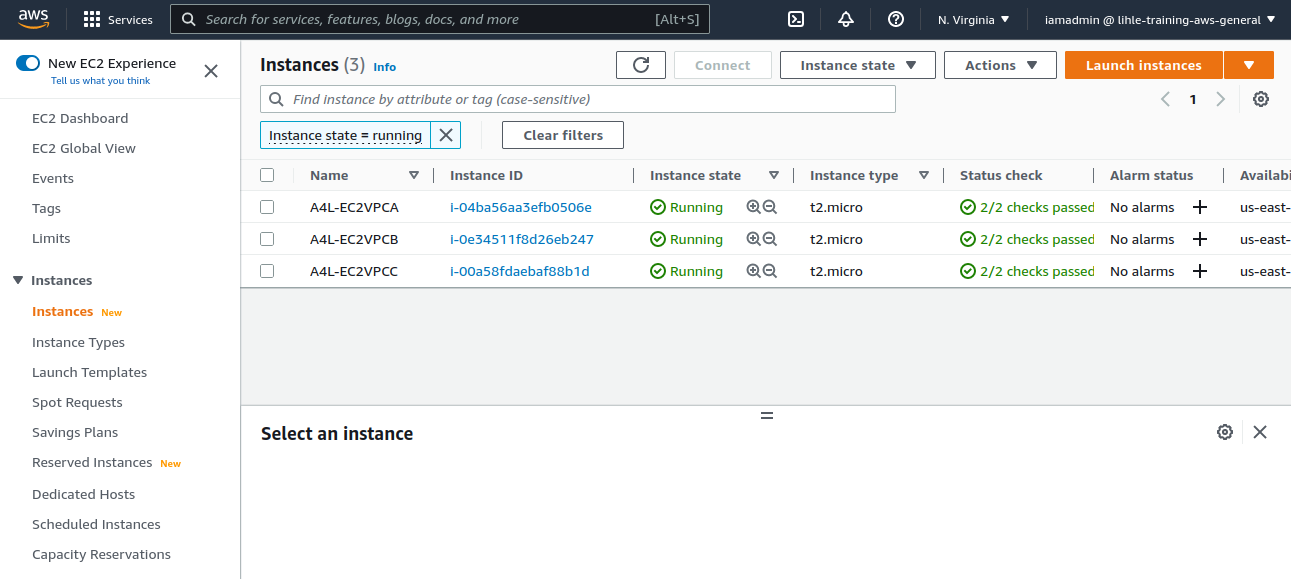 aws Services Search for services, features, blogs, docs, and more [Alt+S] N. Virginia iamadmin @ lihle-training-aws-general
New EC2 Experience
Tell us what you think
EC2 Dashboard
EC2 Global View
Events
Tags
Limits
Instances
Instances New
Instance Types
Launch Templates
Spot Requests
Savings Plans
Reserved Instances New
Dedicated Hosts
Scheduled Instances
Capacity Reservations
Instances (3) Info Connect Instance state Actions Launch instances
Find instance by attribute or tag (case-sensitive) 1
Instance state = running Clear filters
Name Instance ID Instance state Instance type Status check Alarm status Availabi
A4L-EC2VPCA i-04ba56aa3efb0506e Running t2.micro 2/2 checks passed No alarms us-east-
A4L-EC2VPCB i-0e34511f8d26eb247 Running t2.micro 2/2 checks passed No alarms us-east-
A4L-EC2VPCC i-00a58fdaebaf88b1d Running t2.micro 2/2 checks passed No alarms us-east-
Select an instance